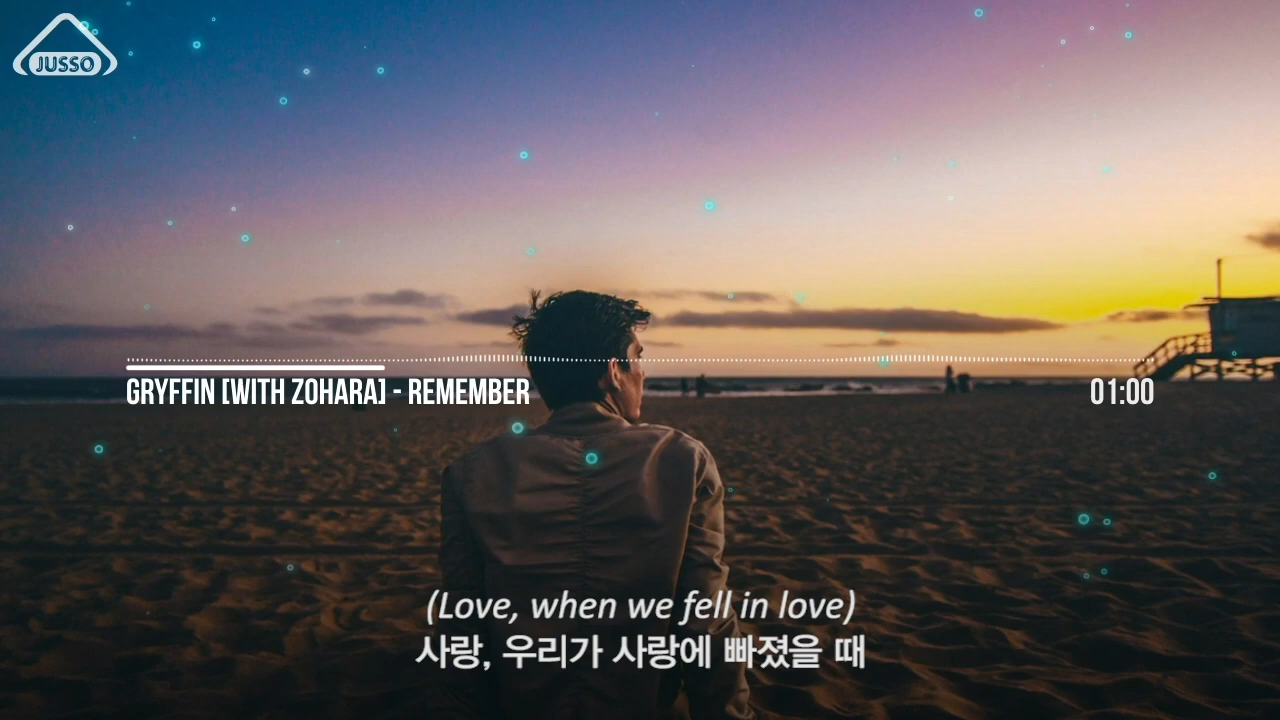 JUSSO
GRYFFIN [WITH ZOHARA] - REMEMBER
01:00
(Love, when we fell in love)
사랑, 우리가 사랑에 빠졌을 때